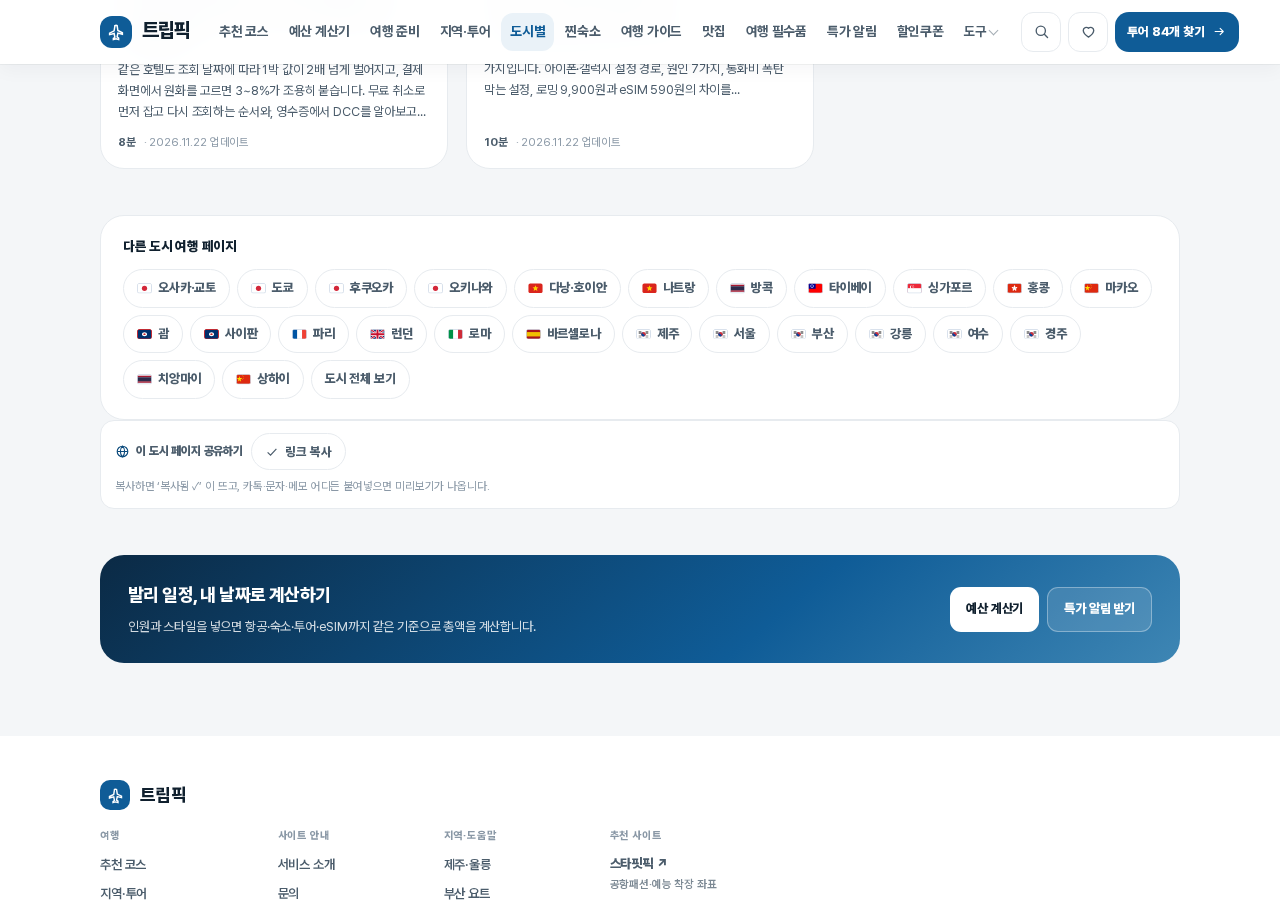 트립픽 추천 코스 예산 계산기 여행 준비 지역·투어 도시별 찐숙소 여행 가이드 맛집 여행 필수품 특가 알림 할인쿠폰 도구 투어 84개 찾기 →
같은 호텔도 조회 날짜에 따라 1박 값이 2배 넘게 벌어지고, 결제
화면에서 원화를 고르면 3~8%가 조용히 붙습니다. 무료 취소로
먼저 잡고 다시 조회하는 순서와, 영수증에서 DCC를 알아보고...
8분 · 2026.11.22 업데이트
가지입니다. 아이폰·갤럭시 설정 경로, 원인 7가지, 통화비 폭탄
막는 설정, 로밍 9,900원과 eSIM 590원의 차이를...
10분 · 2026.11.22 업데이트
다른 도시 여행 페이지
오사카·교토 도쿄 후쿠오카 오키나와 다낭·호이안 나트랑 방콕 타이베이 싱가포르 홍콩 마카오
괌 사이판 파리 런던 로마 바르셀로나 제주 서울 부산 강릉 여수 경주
치앙마이 상하이 도시 전체 보기
이 도시 페이지 공유하기 링크 복사
복사하면 '복사됨 ✓' 이 뜨고, 카톡·문자·메모 어디든 붙여넣으면 미리보기가 나옵니다.
발리 일정, 내 날짜로 계산하기
인원과 스타일을 넣으면 항공·숙소·투어·eSIM까지 같은 기준으로 총액을 계산합니다.
예산 계산기 특가 알림 받기
트립픽
여행 사이트 안내 지역·도움말 추천 사이트
추천 코스 서비스 소개 제주·울릉 스타핏픽 ↗
공항패션·예능 착장 좌표
지역·투어 문의 부산 요트